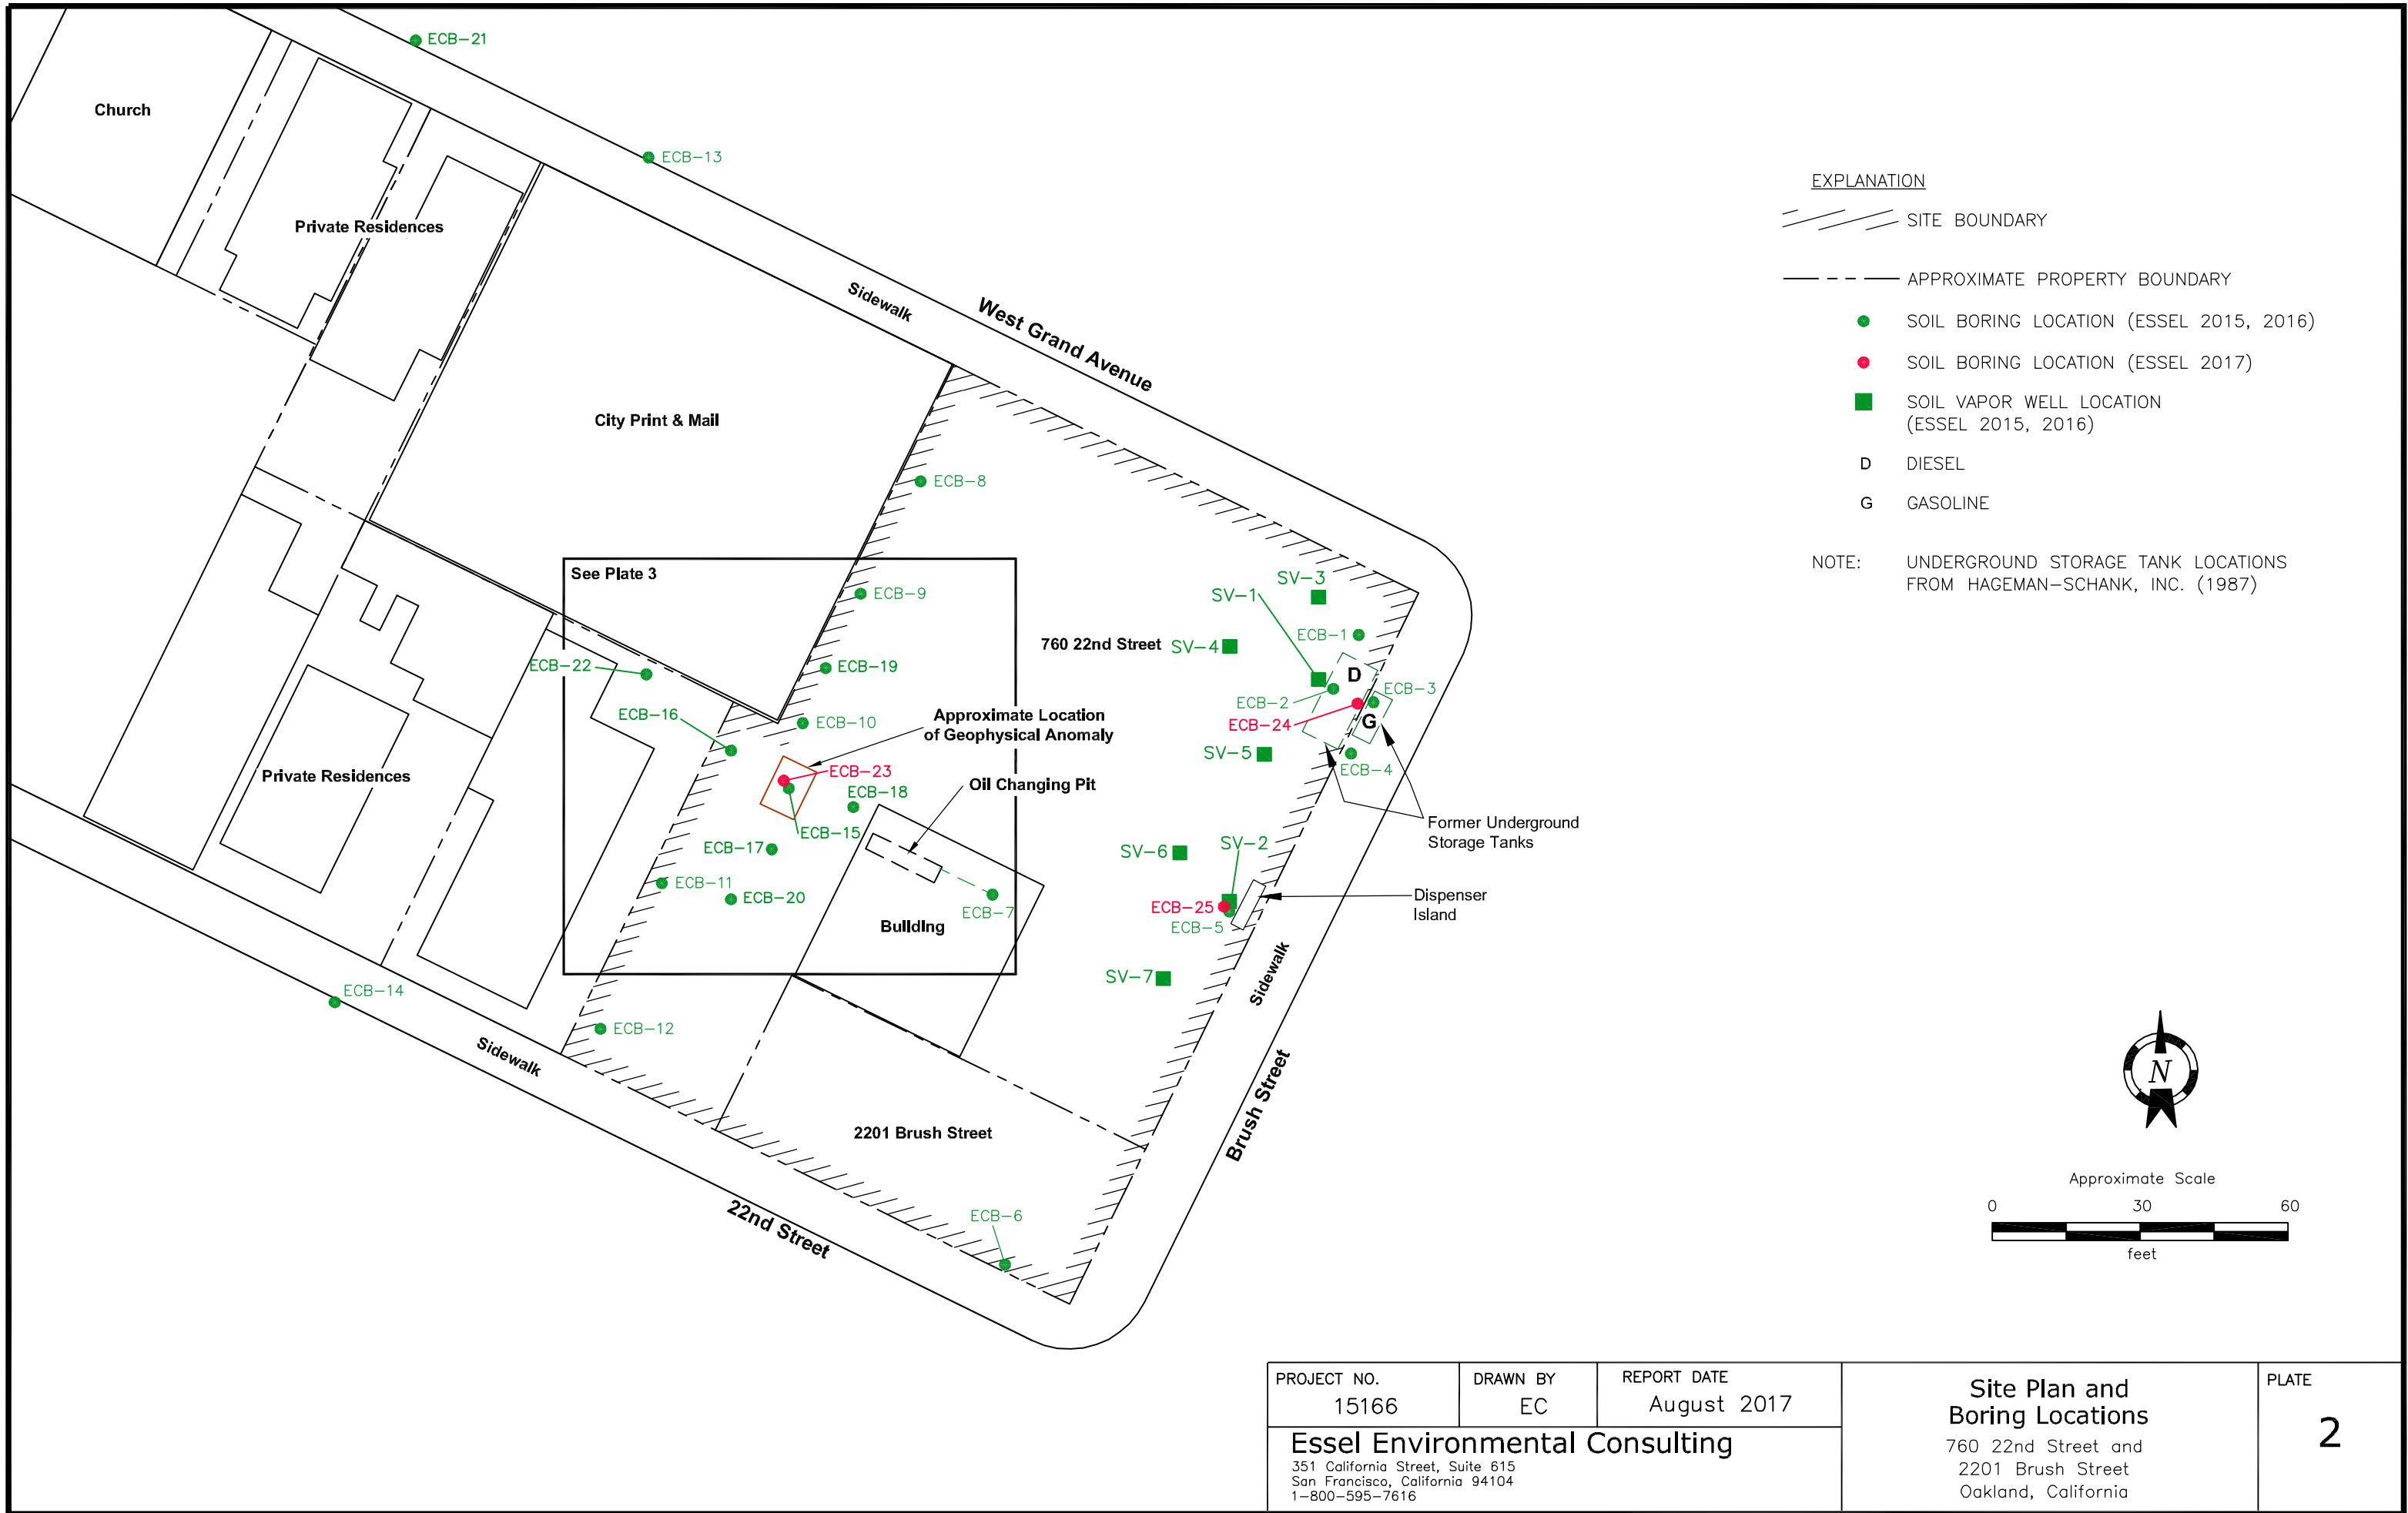 ECB-21
Church
ECB-13
Private Residences
Sidewalk
West Grand Avenue
City Print & Mail
ECB-8
See Plate 3
ECB-9
SV-3
SV-1
ECB-1
760 22nd Street
SV-4
ECB-22
ECB-19
D
ECB-2
ECB-3
ECB-16
ECB-10
Approximate Location
of Geophysical Anomaly
ECB-24
G
SV-5
ECB-4
Private Residences
ECB-23
Oil Changing Pit
ECB-18
ECB-15
ECB-17
Former Underground
Storage Tanks
SV-6
SV-2
ECB-11
ECB-20
ECB-7
Building
ECB-25
ECB-5
Dispenser
Island
SV-7
Sidewalk
ECB-14
ECB-12
Sidewalk
Brush Street
2201 Brush Street
22nd Street
ECB-6
EXPLANATION
SITE BOUNDARY
APPROXIMATE PROPERTY BOUNDARY
SOIL BORING LOCATION (ESSEL 2015, 2016)
SOIL BORING LOCATION (ESSEL 2017)
SOIL VAPOR WELL LOCATION
(ESSEL 2015, 2016)
D DIESEL
G GASOLINE
NOTE: UNDERGROUND STORAGE TANK LOCATIONS
FROM HAGEMAN-SCHANK, INC. (1987)
N
Approximate Scale
0 30 60
feet
PROJECT NO.
15166
DRAWN BY
EC
REPORT DATE
August 2017
Essel Environmental Consulting
351 California Street, Suite 615
San Francisco, California 94104
1-800-595-7616
Site Plan and
Boring Locations
760 22nd Street and
2201 Brush Street
Oakland, California
PLATE
2